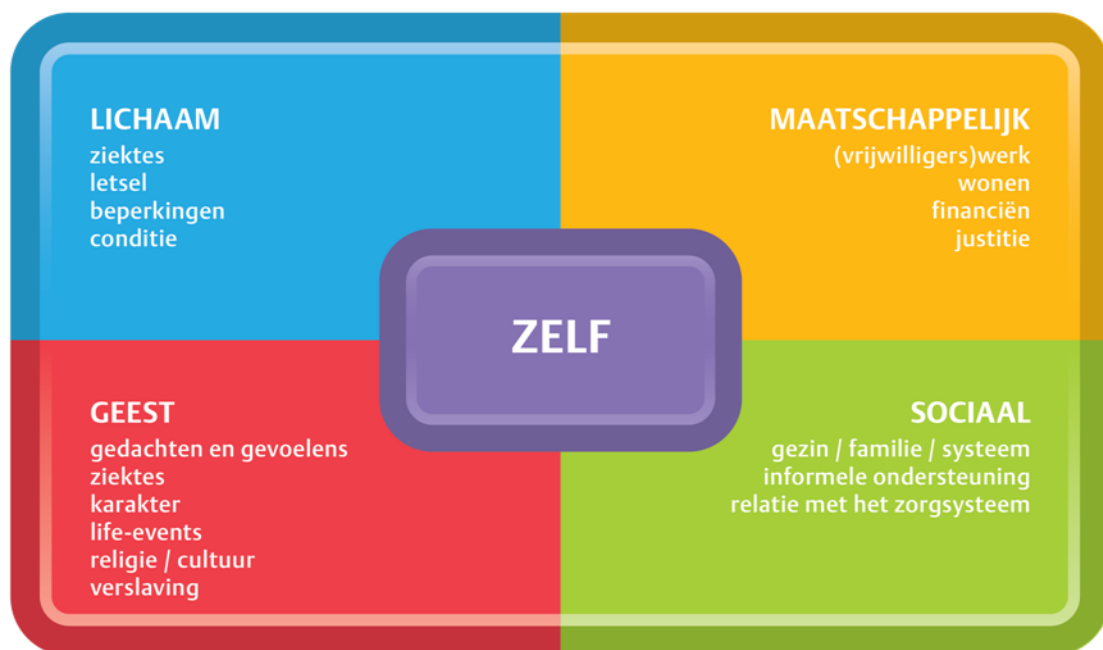 LICHAAM
ziektes
letsel
beperkingen
conditie
MAATSCHAPPELIJK
(vrijwilligers)werk
wonen
financiën
justitie
ZELF
GEEST
gedachten en gevoelens
ziektes
karakter
life-events
religie / cultuur
verslaving
SOCIAAL
gezin / familie / systeem
informele ondersteuning
relatie met het zorgsysteem